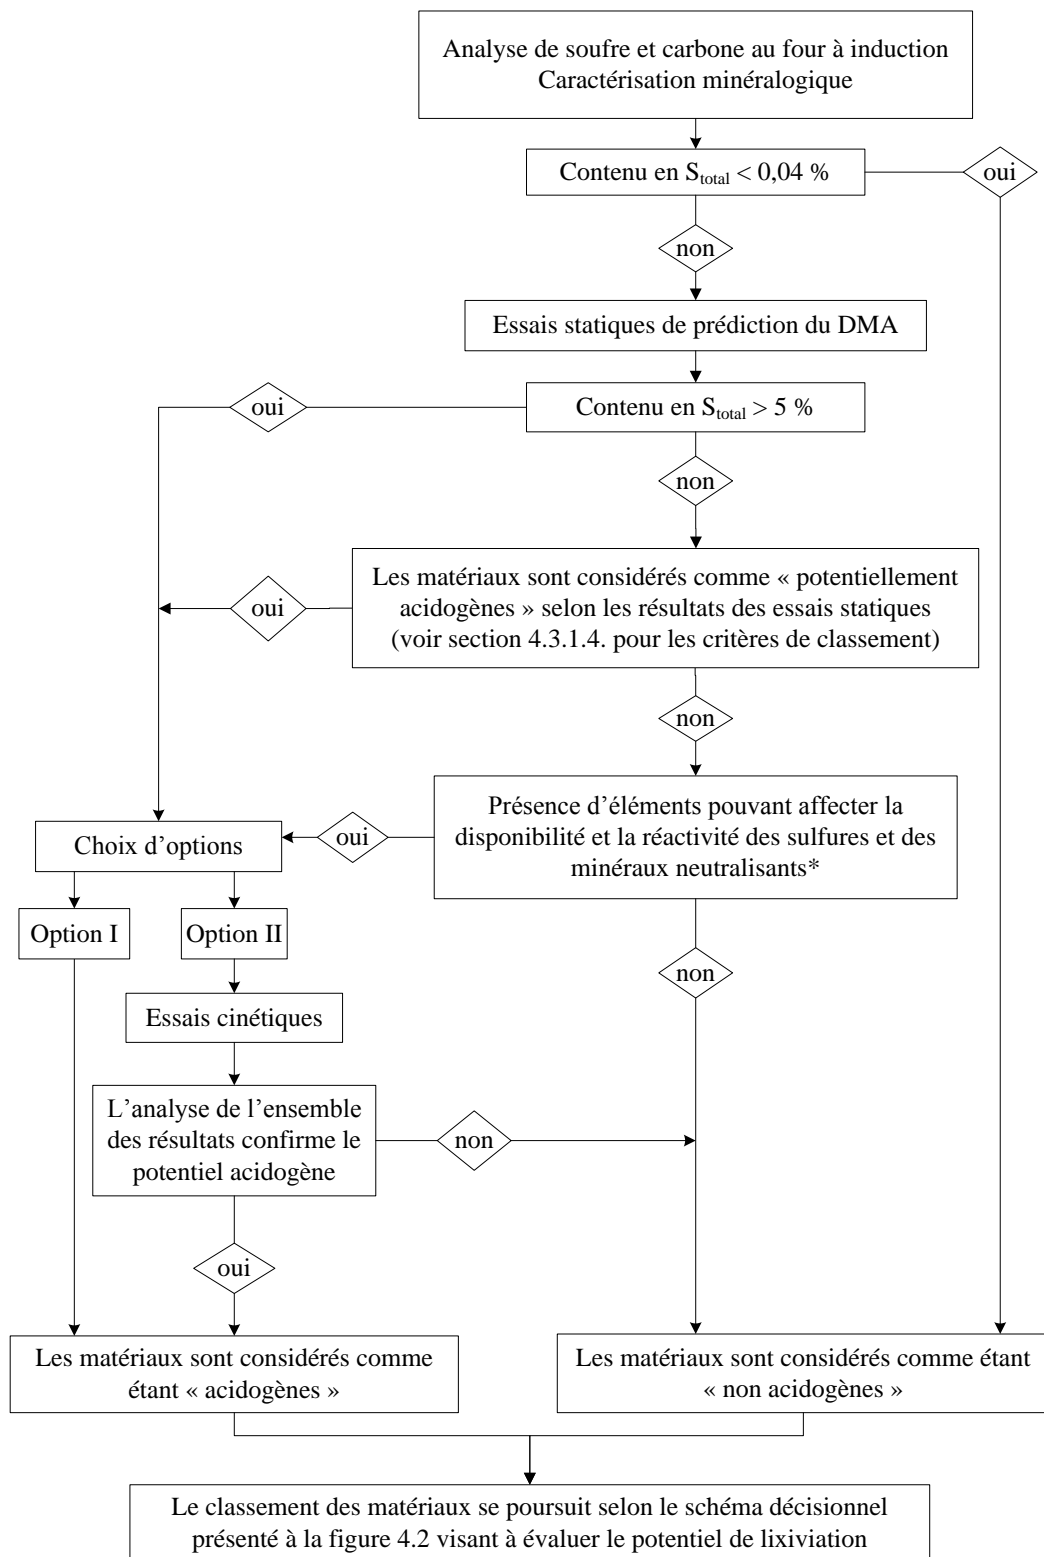 Analyse de soufre et carbone au four à induction
Caractérisation minéralogique
Contenu en Stotal < 0,04 %
oui
non
Essais statiques de prédiction du DMA
oui
Contenu en Stotal > 5 %
non
Les matériaux sont considérés comme « potentiellement
acidogènes » selon les résultats des essais statiques
(voir section 4.3.1.4. pour les critères de classement)
oui
non
Présence d’éléments pouvant affecter la
disponibilité et la réactivité des sulfures et des
minéraux neutralisants*
oui
Choix d’options
Option I
Option II
non
Essais cinétiques
L’analyse de l’ensemble
des résultats confirme le
potentiel acidogène
non
oui
Les matériaux sont considérés comme
étant « acidogènes »
Les matériaux sont considérés comme étant
« non acidogènes »
Le classement des matériaux se poursuit selon le schéma décisionnel
présenté à la figure 4.2 visant à évaluer le potentiel de lixiviation